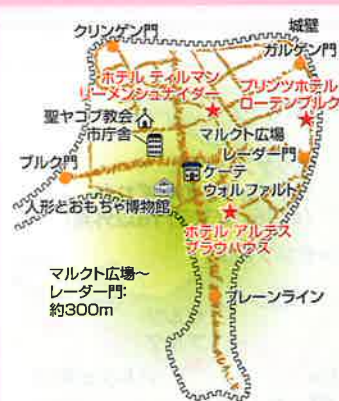 クリンゲン門
城壁
ガルゲン門
ホテル ティルマン
リーメンシュナイダー
プリンツホテル
ローテンブルク
聖ヤコブ教会
市庁舎
マルクト広場
ブルク門
レーダー門
ケーテ
ウォルファルト
人形とおもちゃ博物館
ホテル アルテス
ブラウハウス
マルクト広場〜
レーダー門:
約300m
プレーンライン